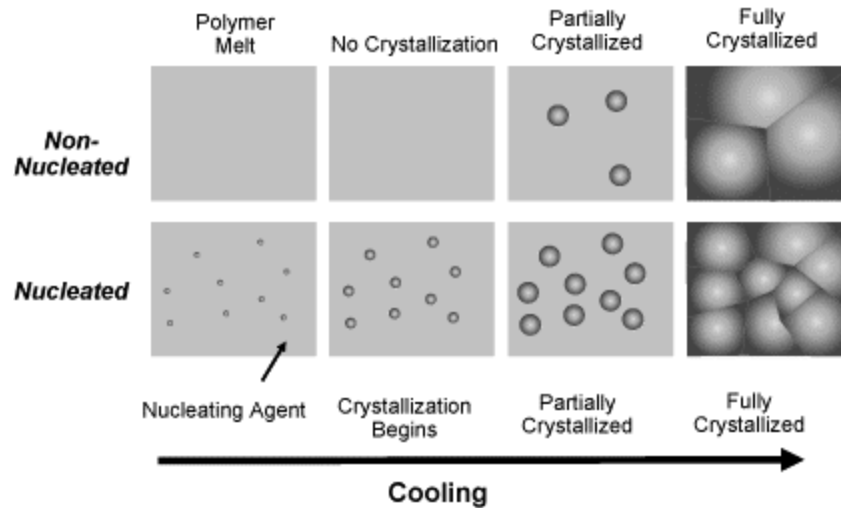 Polymer
Melt
No Crystallization
Partially
Crystallized
Fully
Crystallized
Non-
Nucleated
Nucleated
Nucleating Agent
Crystallization
Begins
Partially
Crystallized
Fully
Crystallized
Cooling